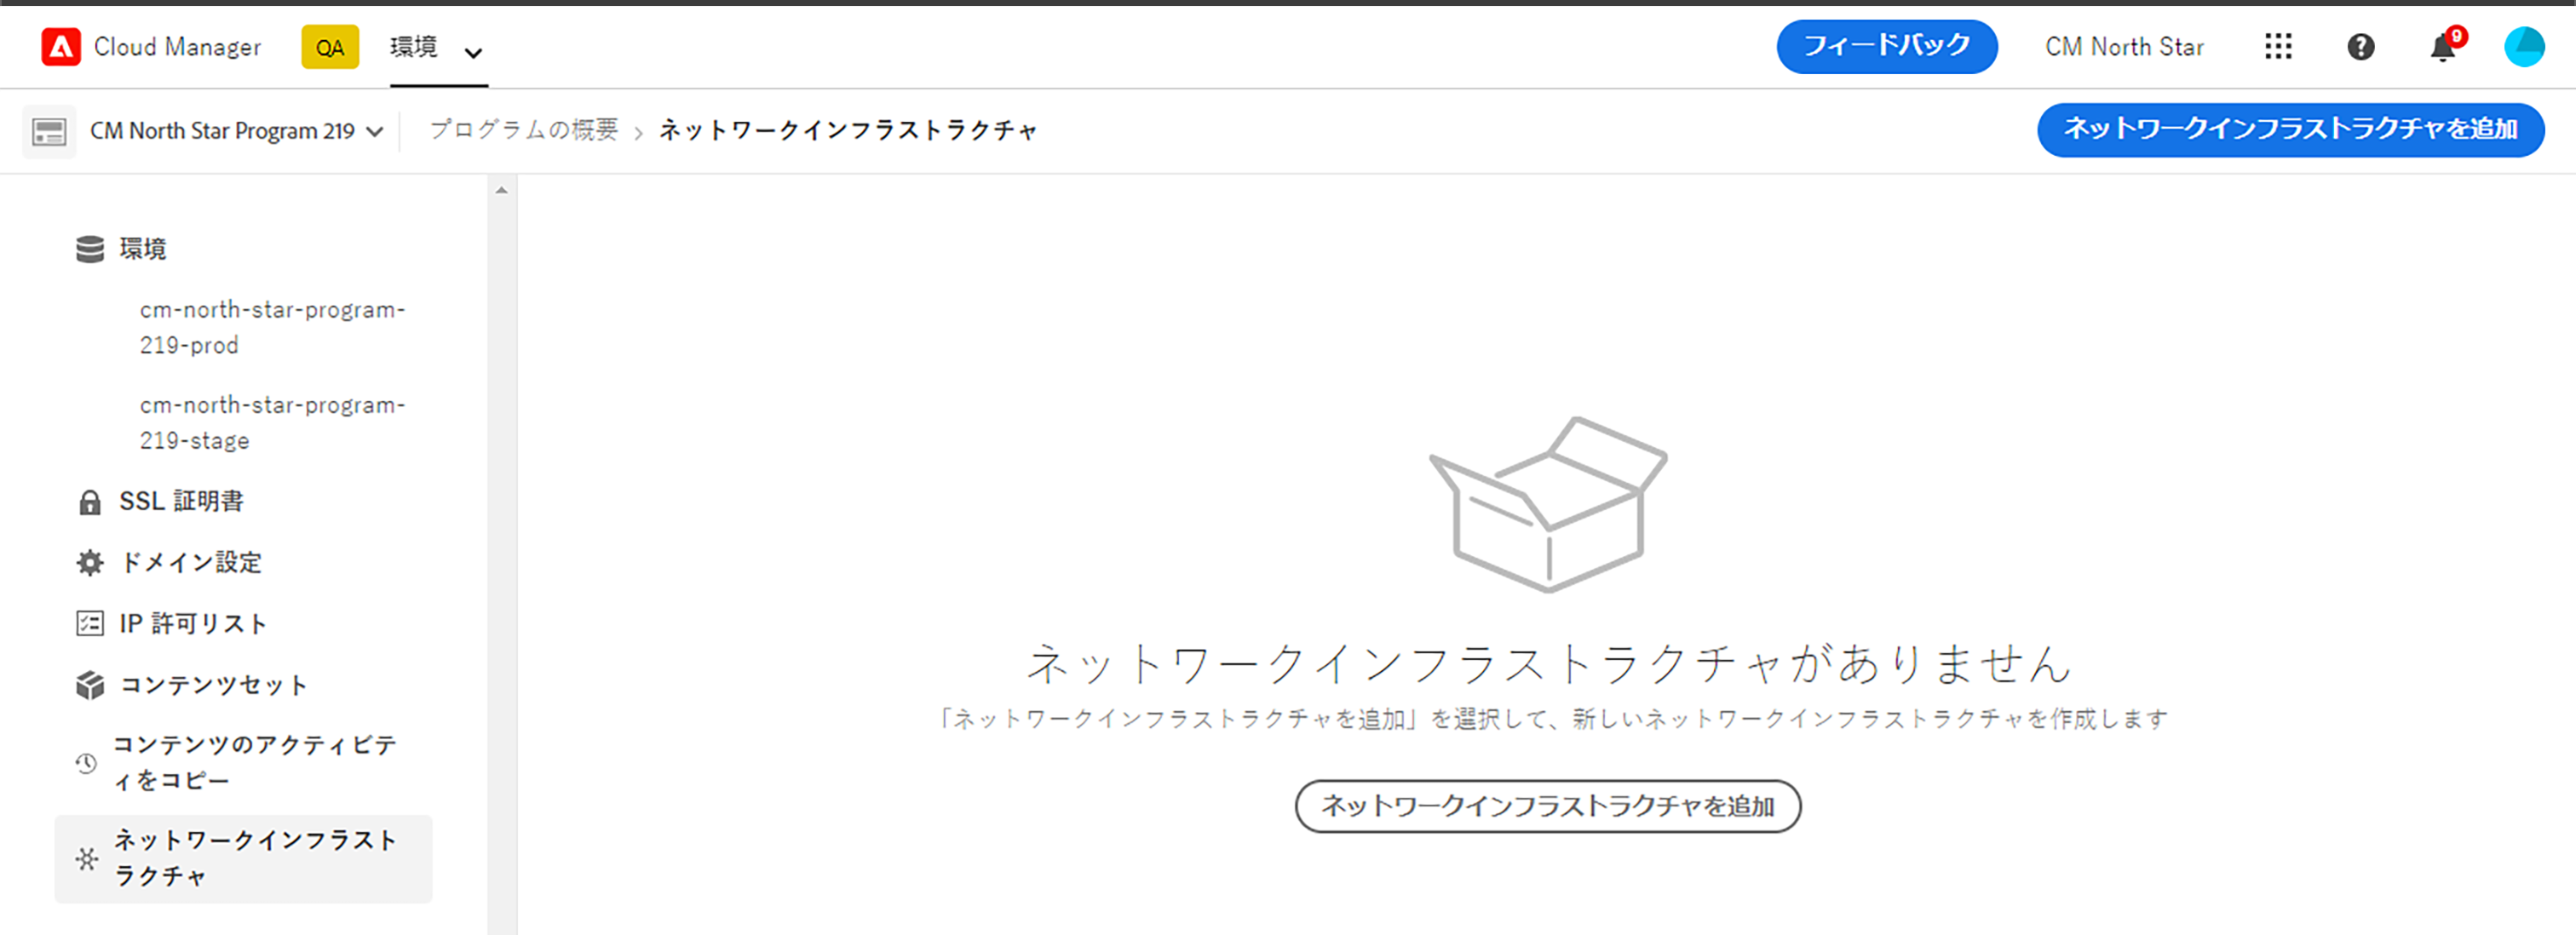 Cloud Manager QA 環境 フィードバック CM North Star 9
CM North Star Program 219 プログラムの概要 › ネットワークインフラストラクチャ ネットワークインフラストラクチャを追加
環境
cm-north-star-program-
219-prod
cm-north-star-program-
219-stage
SSL 証明書
ドメイン設定
IP 許可リスト
コンテンツセット
コンテンツのアクティビテ
ィをコピー
ネットワークインフラスト
ラクチャ
ネットワークインフラストラクチャがありません
「ネットワークインフラストラクチャを追加」を選択して、新しいネットワークインフラストラクチャを作成します
ネットワークインフラストラクチャを追加